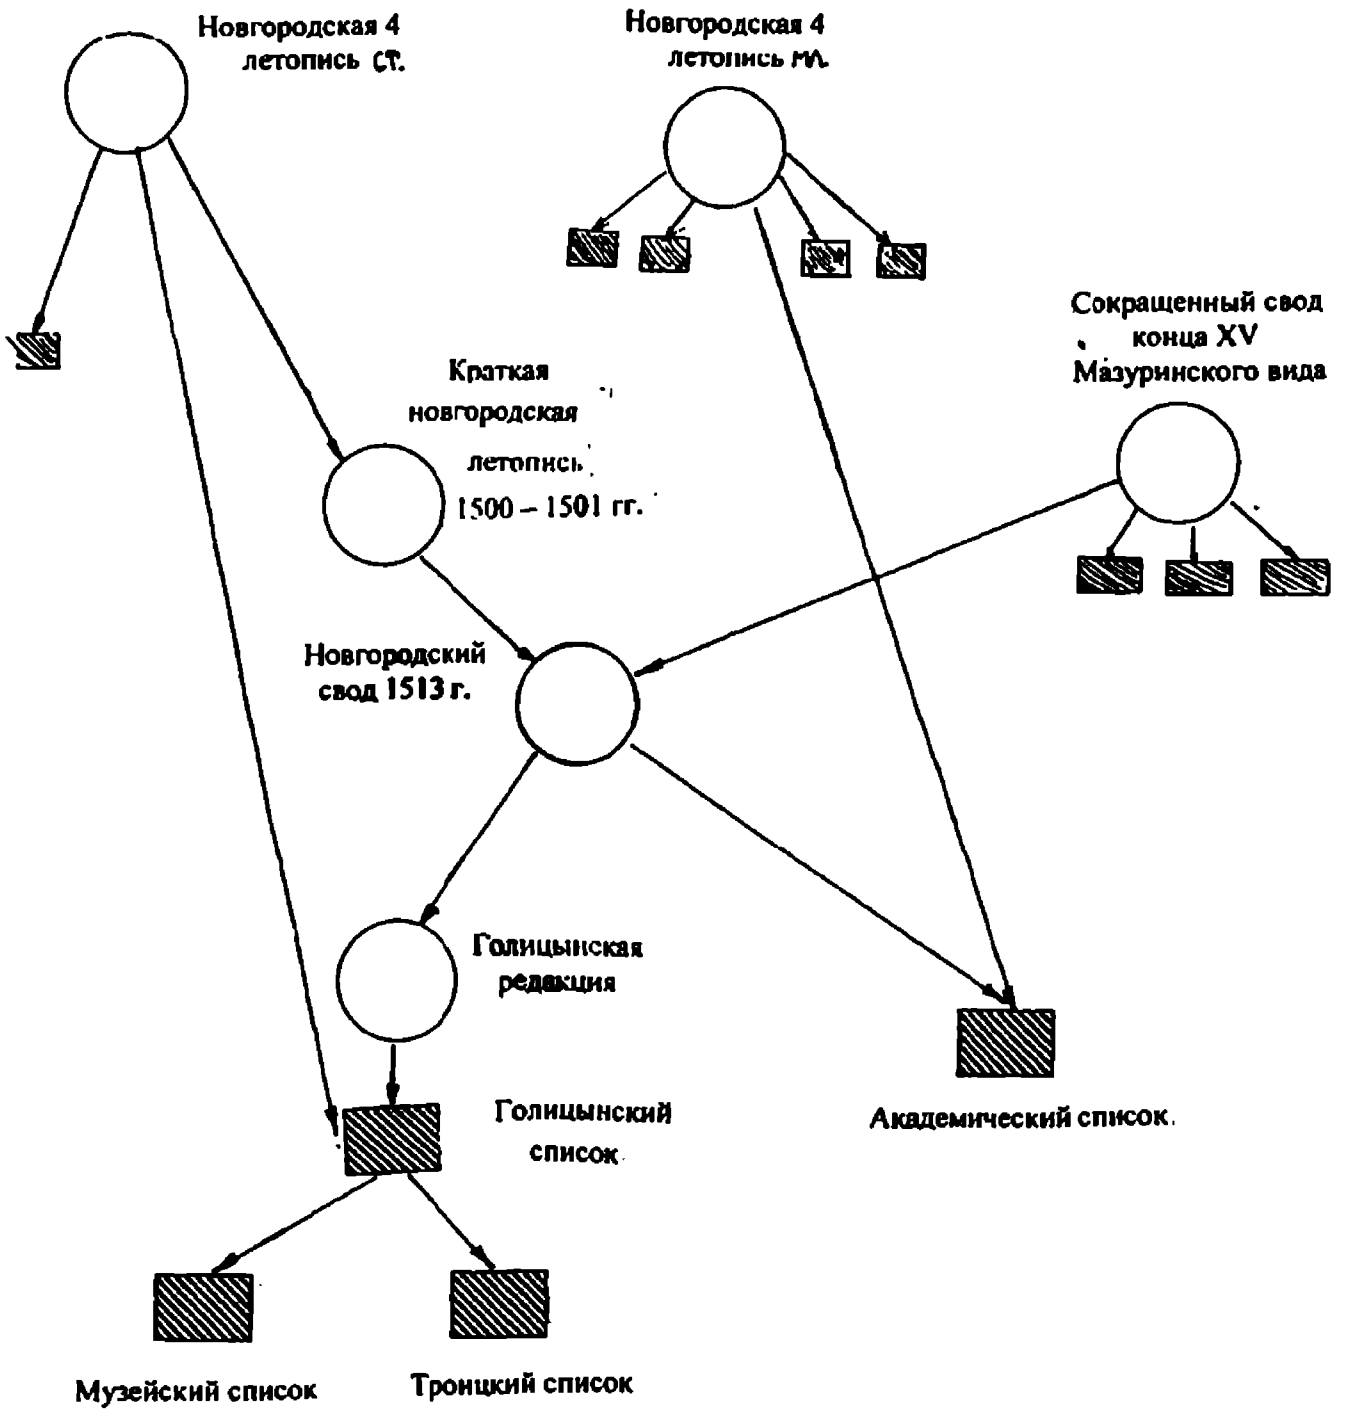 Новгородская 4
летопись ст.
Новгородская 4
летопись мл.
Сокращенный свод
конца XV
Мазуринского вида
Краткая
новгородская
летопись
1500 – 1501 гг.
Новгородский
свод 1513 г.
Голицынская
редакция
Голицынский
список
Академический список.
Музейский список
Троицкий список